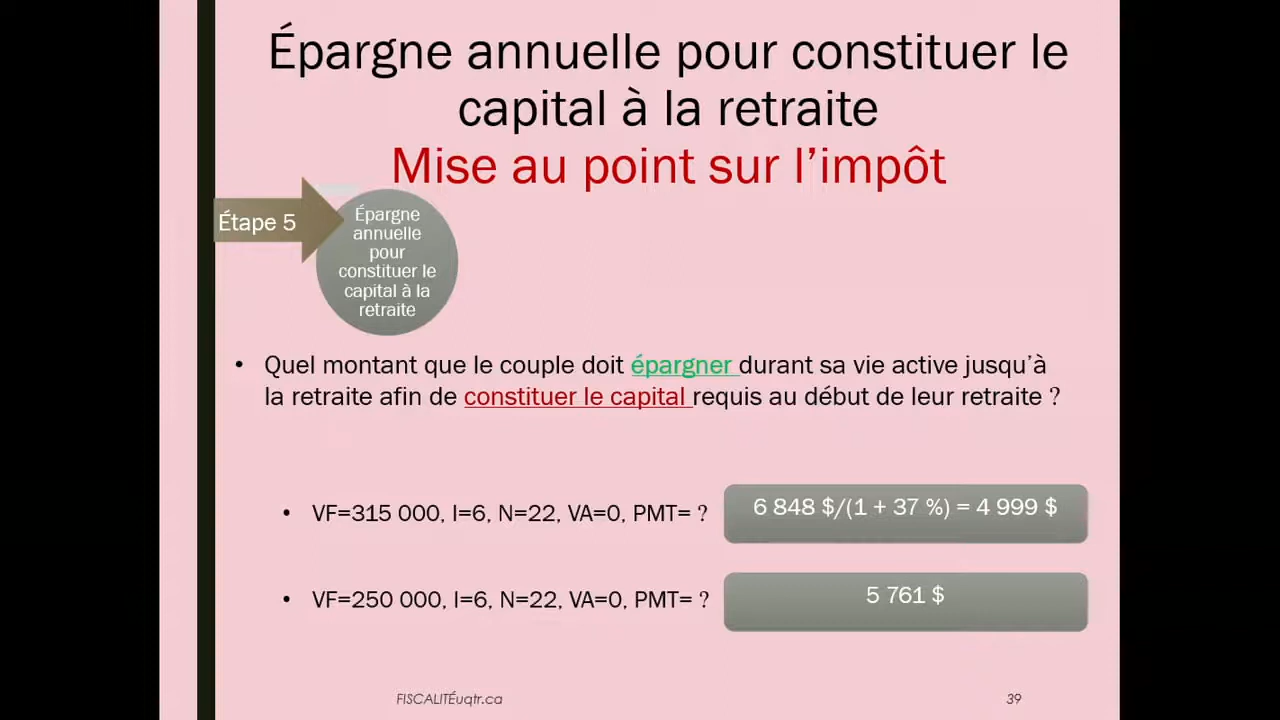 Épargne annuelle pour constituer le
capital à la retraite
Mise au point sur l’impôt
Étape 5
Épargne
annuelle
pour
constituer le
capital à la
retraite
• Quel montant que le couple doit épargner durant sa vie active jusqu’à
la retraite afin de constituer le capital requis au début de leur retraite ?
• VF=315 000, I=6, N=22, VA=0, PMT= ?
6 848 $/(1 + 37 %) = 4 999 $
• VF=250 000, I=6, N=22, VA=0, PMT= ?
5 761 $
FISCALITÉuqtr.ca
39